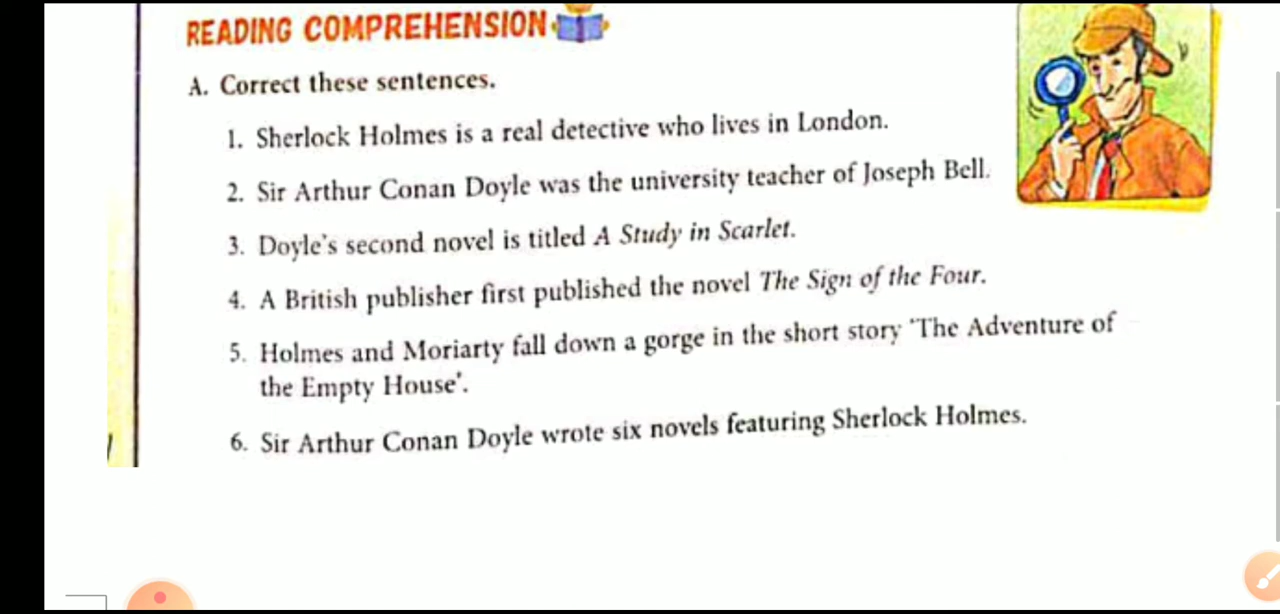 READING COMPREHENSION
A. Correct these sentences.
1. Sherlock Holmes is a real detective who lives in London.
2. Sir Arthur Conan Doyle was the university teacher of Joseph Bell.
3. Doyle's second novel is titled A Study in Scarlet.
4. A British publisher first published the novel The Sign of the Four.
5. Holmes and Moriarty fall down a gorge in the short story 'The Adventure of
the Empty House'.
6. Sir Arthur Conan Doyle wrote six novels featuring Sherlock Holmes.